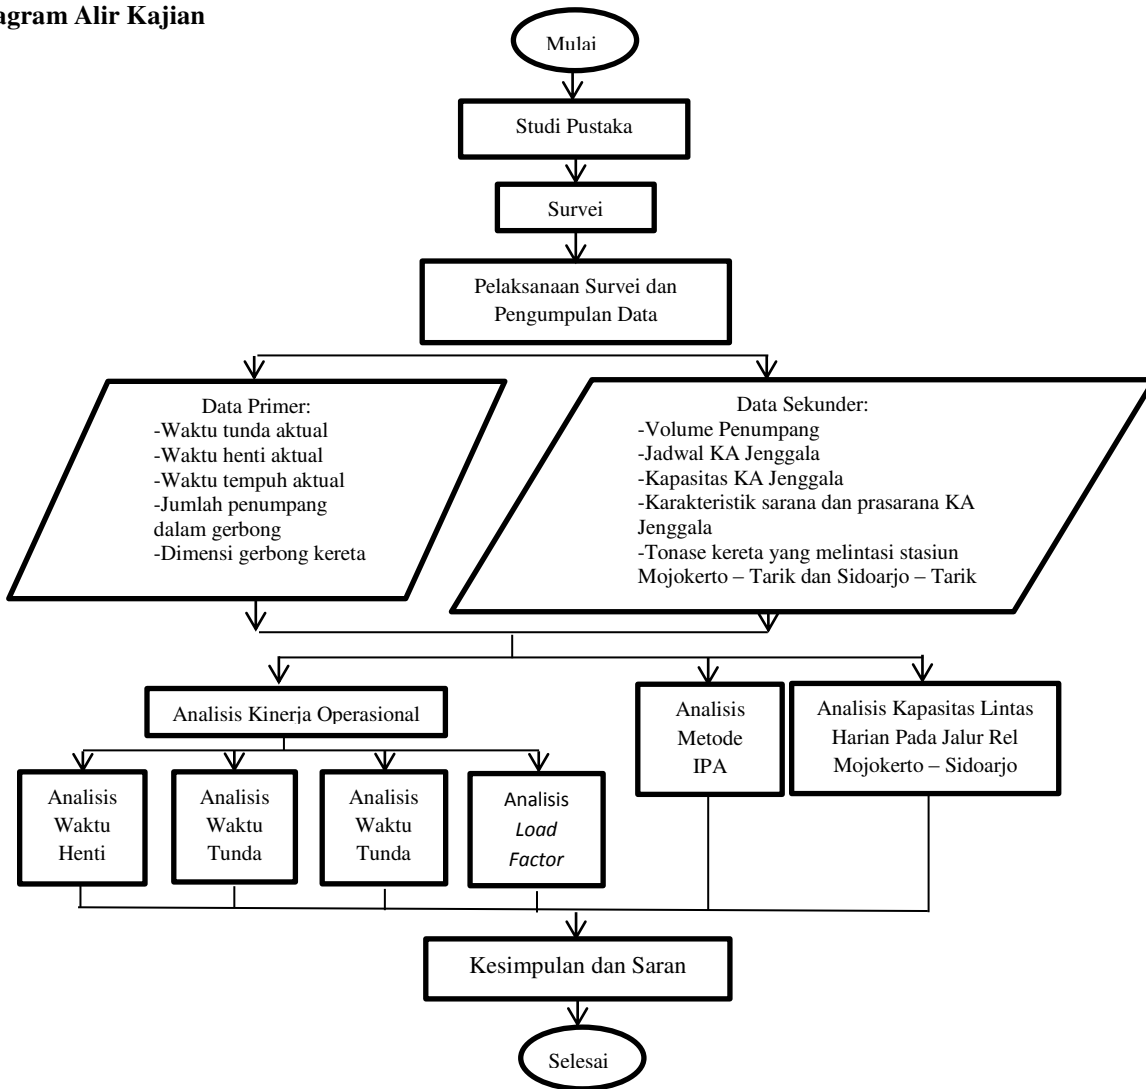 agram Alir Kajian
Mulai
Studi Pustaka
Survei
Pelaksanaan Survei dan
Pengumpulan Data
Data Primer:
-Waktu tunda aktual
-Waktu henti aktual
-Waktu tempuh aktual
-Jumlah penumpang
dalam gerbong
-Dimensi gerbong kereta
Data Sekunder:
-Volume Penumpang
-Jadwal KA Jenggala
-Kapasitas KA Jenggala
-Karakteristik sarana dan prasarana KA
Jenggala
-Tonase kereta yang melintasi stasiun
Mojokerto – Tarik dan Sidoarjo – Tarik
Analisis Kinerja Operasional
Analisis
Metode
IPA
Analisis Kapasitas Lintas
Harian Pada Jalur Rel
Mojokerto – Sidoarjo
Analisis
Waktu
Henti
Analisis
Waktu
Tunda
Analisis
Waktu
Tunda
Analisis
Load
Factor
Kesimpulan dan Saran
Selesai